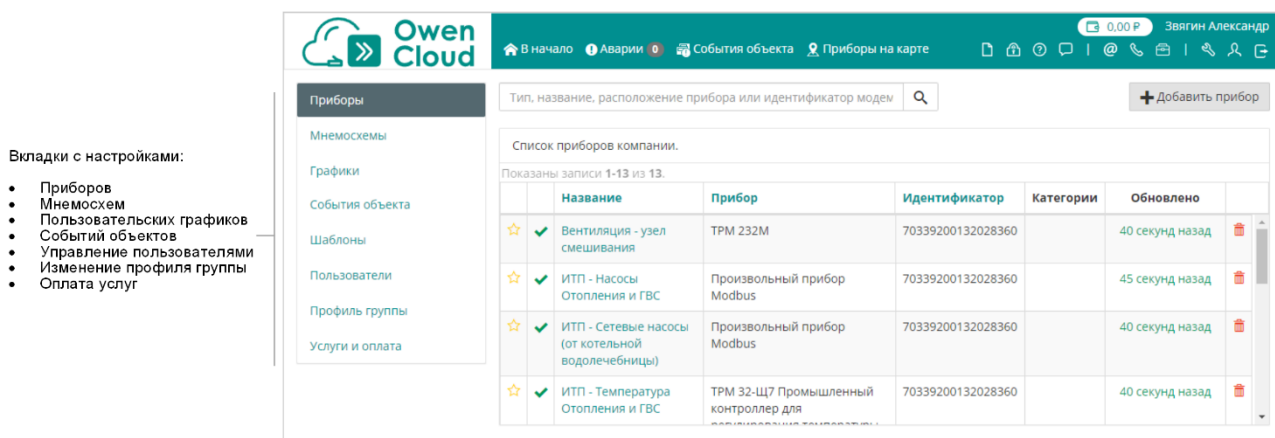 Owen Cloud
0,00 ₽ Звягин Александр
В начало Аварии 0 События объекта Приборы на карте
Вкладки с настройками:
• Приборов
• Мнемосхем
• Пользовательских графиков
• Событий объектов
• Управление пользователями
• Изменение профиля группы
• Оплата услуг
Приборы
Мнемосхемы
Графики
События объекта
Шаблоны
Пользователи
Профиль группы
Услуги и оплата
Тип, название, расположение прибора или идентификатор модем
Добавить прибор
Список приборов компании.
Показаны записи 1-13 из 13.
Название Прибор Идентификатор Категории Обновлено
Вентиляция - узел смешивания ТРМ 232М 70339200132028360 40 секунд назад
ИТП - Насосы Отопления и ГВС Произвольный прибор Modbus 70339200132028360 45 секунд назад
ИТП - Сетевые насосы (от котельной водолечебницы) Произвольный прибор Modbus 70339200132028360 40 секунд назад
ИТП - Температура Отопления и ГВС ТРМ 32-Щ7 Промышленный контроллер для регулирования температуры 70339200132028360 40 секунд назад